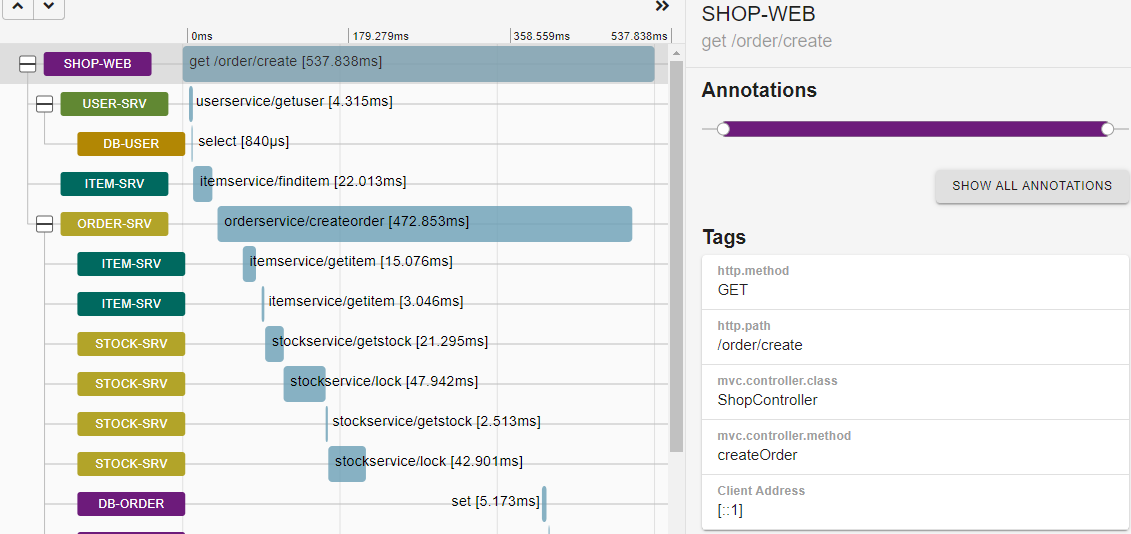 0ms 179.279ms 358.559ms 537.838ms
SHOP-WEB get /order/create [537.838ms]
USER-SRV userservice/getuser [4.315ms]
DB-USER select [840μs]
ITEM-SRV itemservice/finditem [22.013ms]
ORDER-SRV orderservice/createorder [472.853ms]
ITEM-SRV itemservice/getitem [15.076ms]
ITEM-SRV itemservice/getitem [3.046ms]
STOCK-SRV stockservice/getstock [21.295ms]
STOCK-SRV stockservice/lock [47.942ms]
STOCK-SRV stockservice/getstock [2.513ms]
STOCK-SRV stockservice/lock [42.901ms]
DB-ORDER set [5.173ms]
SHOP-WEB
get /order/create
Annotations
SHOW ALL ANNOTATIONS
Tags
http.method
GET
http.path
/order/create
mvc.controller.class
ShopController
mvc.controller.method
createOrder
Client Address
[::1]